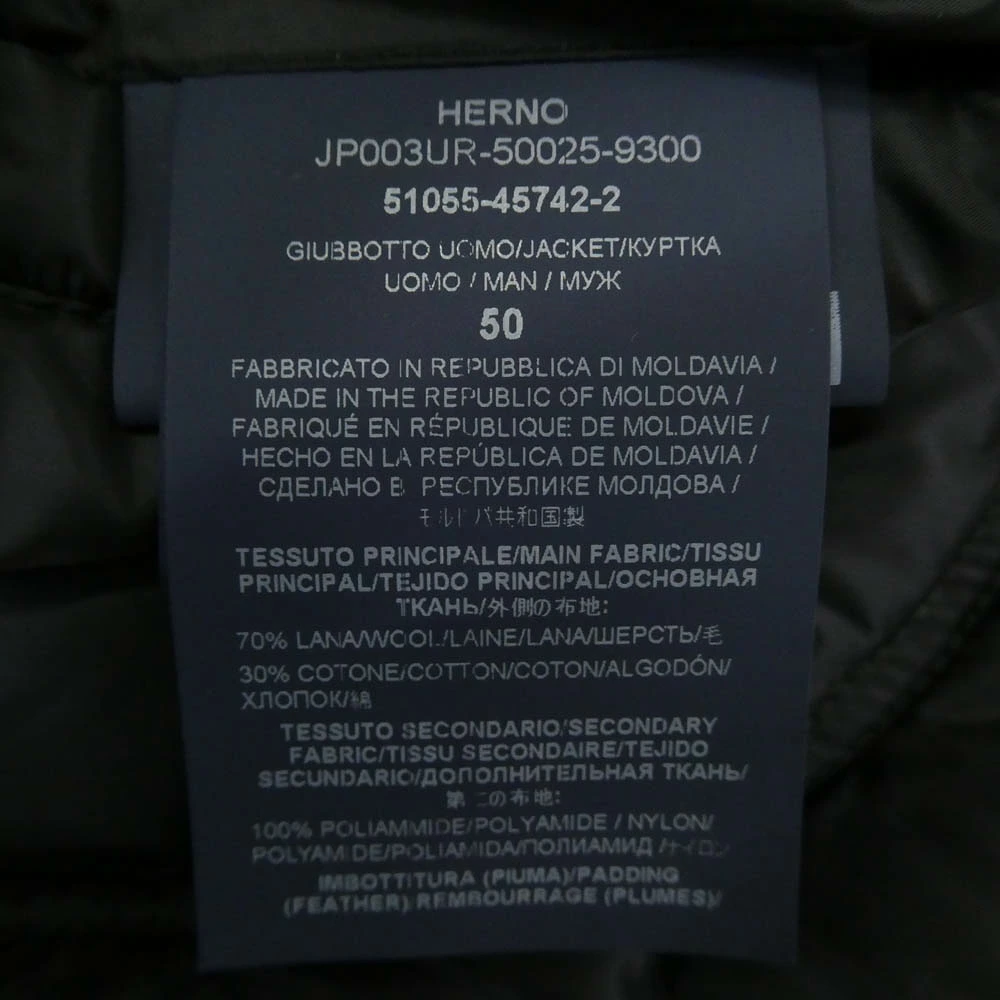 HERNO
JP003UR-50025-9300
51055-45742-2
GIUBBOTTO UOMO/JACKET/КУРТКА
UOMO / MAN / МУЖ
50
FABBRICATO IN REPUBBLICA DI MOLDAVIA /
MADE IN THE REPUBLIC OF MOLDOVA /
FABRIQUÉ EN RÉPUBLIQUE DE MOLDAVIE /
HECHO EN LA REPÚBLICA DE MOLDAVIA /
СДЕЛАНО В РЕСПУБЛИКЕ МОЛДОВА /
モルドバ共和国製
TESSUTO PRINCIPALE/MAIN FABRIC/TISSU
PRINCIPAL/TEJIDO PRINCIPAL/ОСНОВНАЯ
ТКАНЬ/外側の布地:
70% LANA/WOOL/LAINE/LANA/ШЕРСТЬ/毛
30% COTONE/COTTON/COTON/ALGODÓN/
ХЛОПОК/綿
TESSUTO SECONDARIO/SECONDARY
FABRIC/TISSU SECONDAIRE/TEJIDO
SECUNDARIO/ДОПОЛНИТЕЛЬНАЯ ТКАНЬ/
第二の布地:
100% POLIAMMIDE/POLYAMIDE / NYLON/
POLYAMIDE/POLIAMIDA/ПОЛИАМИД /ナイロン
IMBOTTITURA (PIUMA)/PADDING
(FEATHER) REMBOURRAGE (PLUMES)/